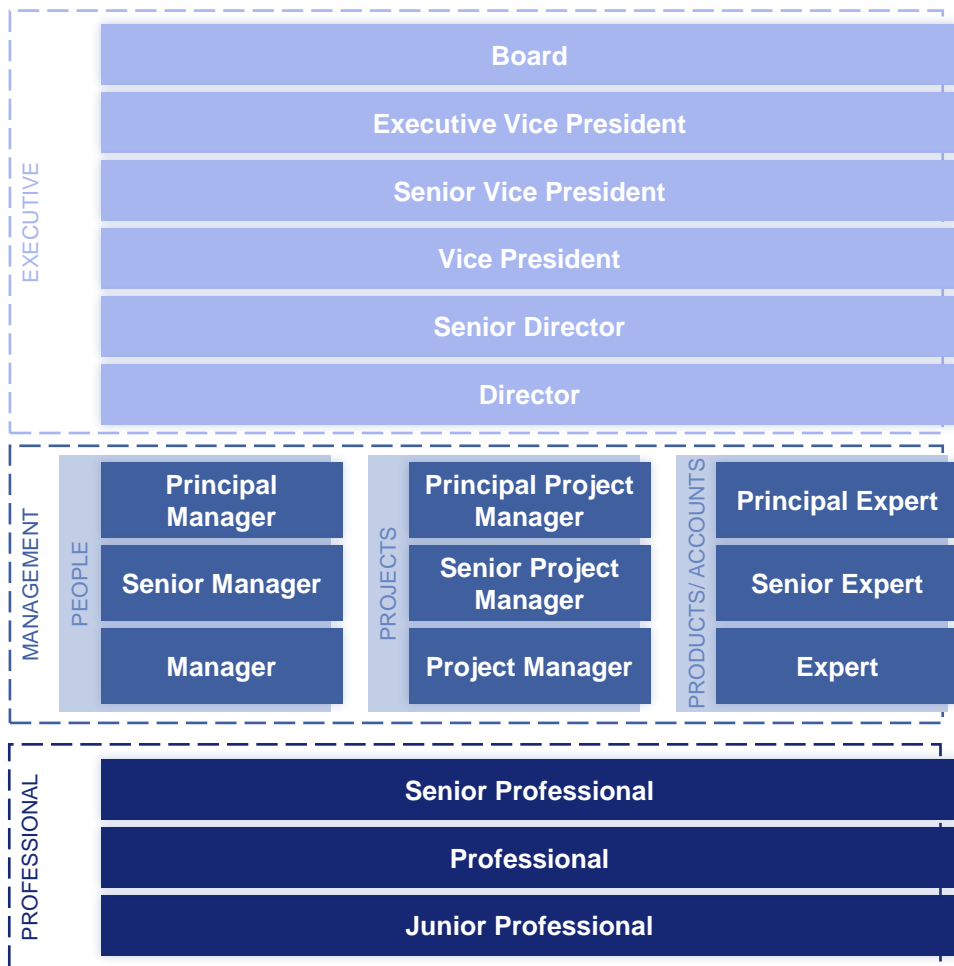 EXECUTIVE
Board
Executive Vice President
Senior Vice President
Vice President
Senior Director
Director
MANAGEMENT
PEOPLE
Principal
Manager
Senior Manager
Manager
PROJECTS
Principal Project
Manager
Senior Project
Manager
Project Manager
PRODUCTS/ ACCOUNTS
Principal Expert
Senior Expert
Expert
PROFESSIONAL
Senior Professional
Professional
Junior Professional